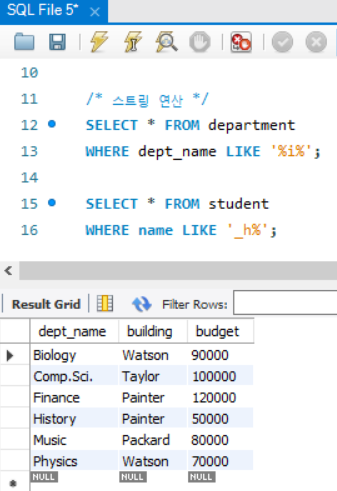 SQL File 5*
10
11 /* 스트링 연산 */
12 SELECT * FROM department
13 WHERE dept_name LIKE '%i%';
14
15 SELECT * FROM student
16 WHERE name LIKE '_h%';
Result Grid Filter Rows:
dept_name building budget
Biology Watson 90000
Comp.Sci. Taylor 100000
Finance Painter 120000
History Painter 50000
Music Packard 80000
Physics Watson 70000
NULL NULL NULL